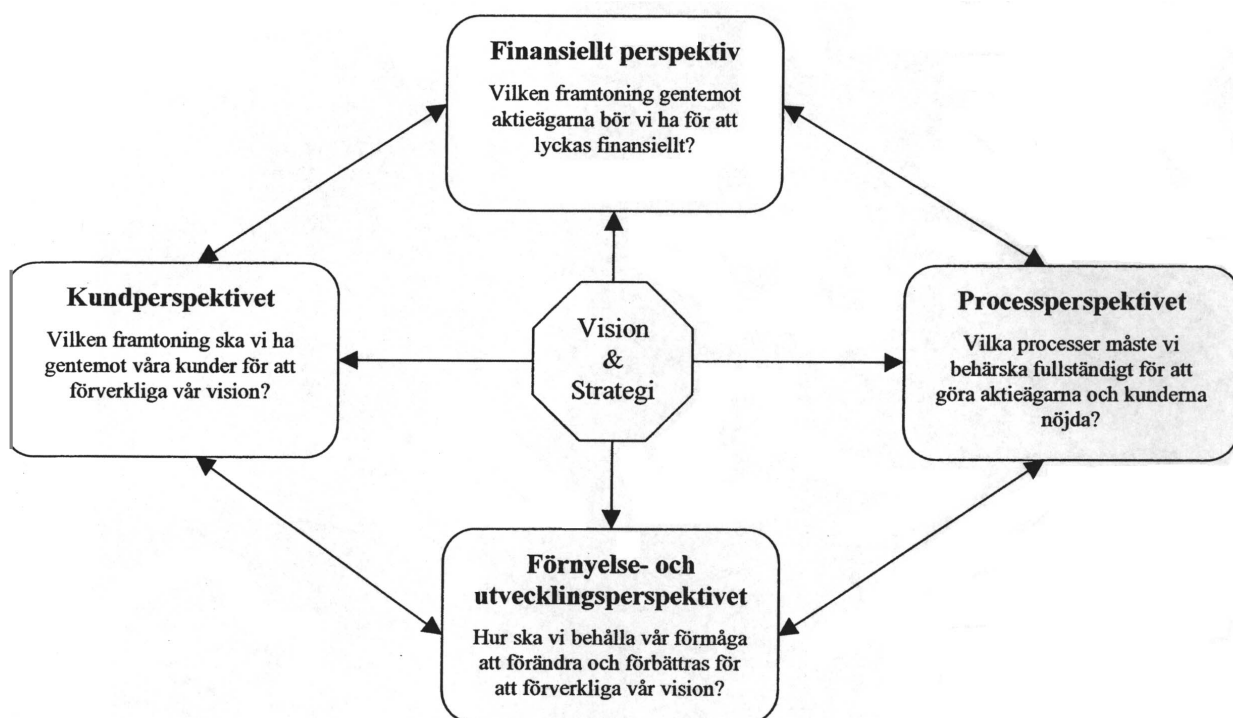 Finansiellt perspektiv
Vilken framtoning gentemot
aktieägarna bör vi ha för att
lyckas finansiellt?
Kundperspektivet
Vilken framtoning ska vi ha
gentemot våra kunder för att
förverkliga vår vision?
Vision
&
Strategi
Processperspektivet
Vilka processer måste vi
behärska fullständigt för att
göra aktieägarna och kunderna
nöjda?
Förnyelse- och
utvecklingsperspektivet
Hur ska vi behålla vår förmåga
att förändra och förbättras för
att förverkliga vår vision?